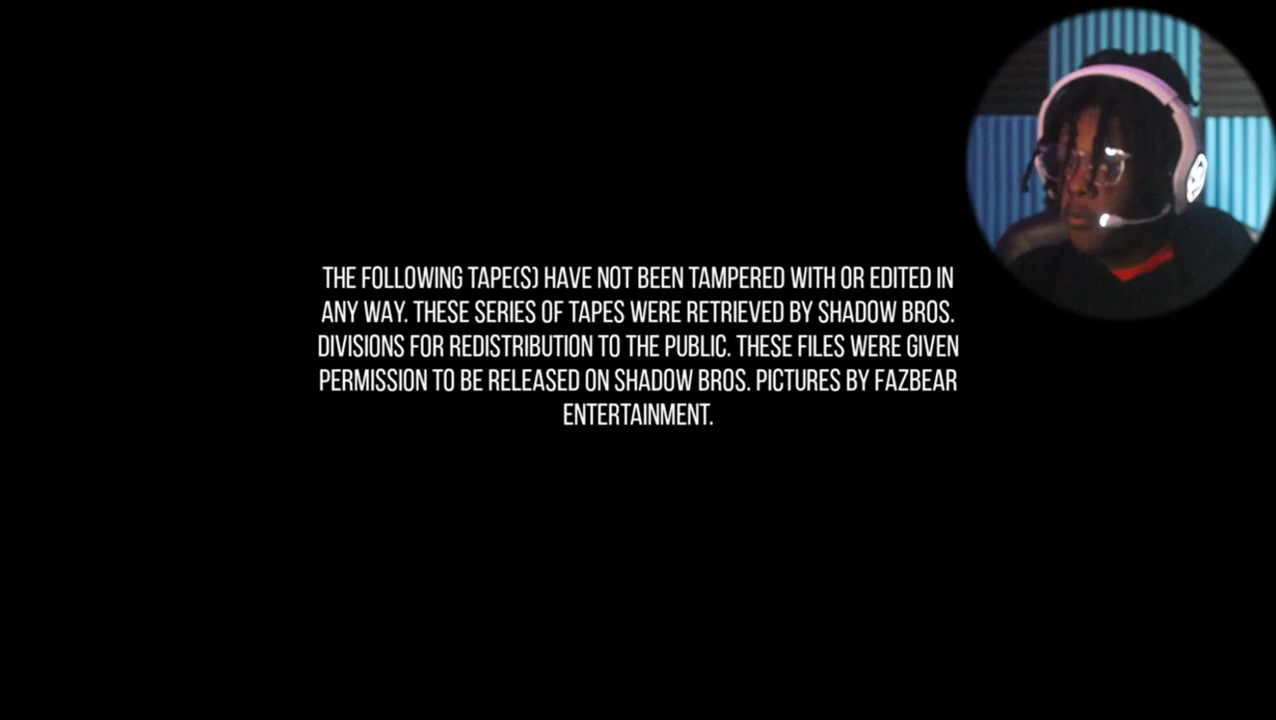 THE FOLLOWING TAPE(S) HAVE NOT BEEN TAMPERED WITH OR EDITED IN
ANY WAY. THESE SERIES OF TAPES WERE RETRIEVED BY SHADOW BROS.
DIVISIONS FOR REDISTRIBUTION TO THE PUBLIC. THESE FILES WERE GIVEN
PERMISSION TO BE RELEASED ON SHADOW BROS. PICTURES BY FAZBEAR
ENTERTAINMENT.